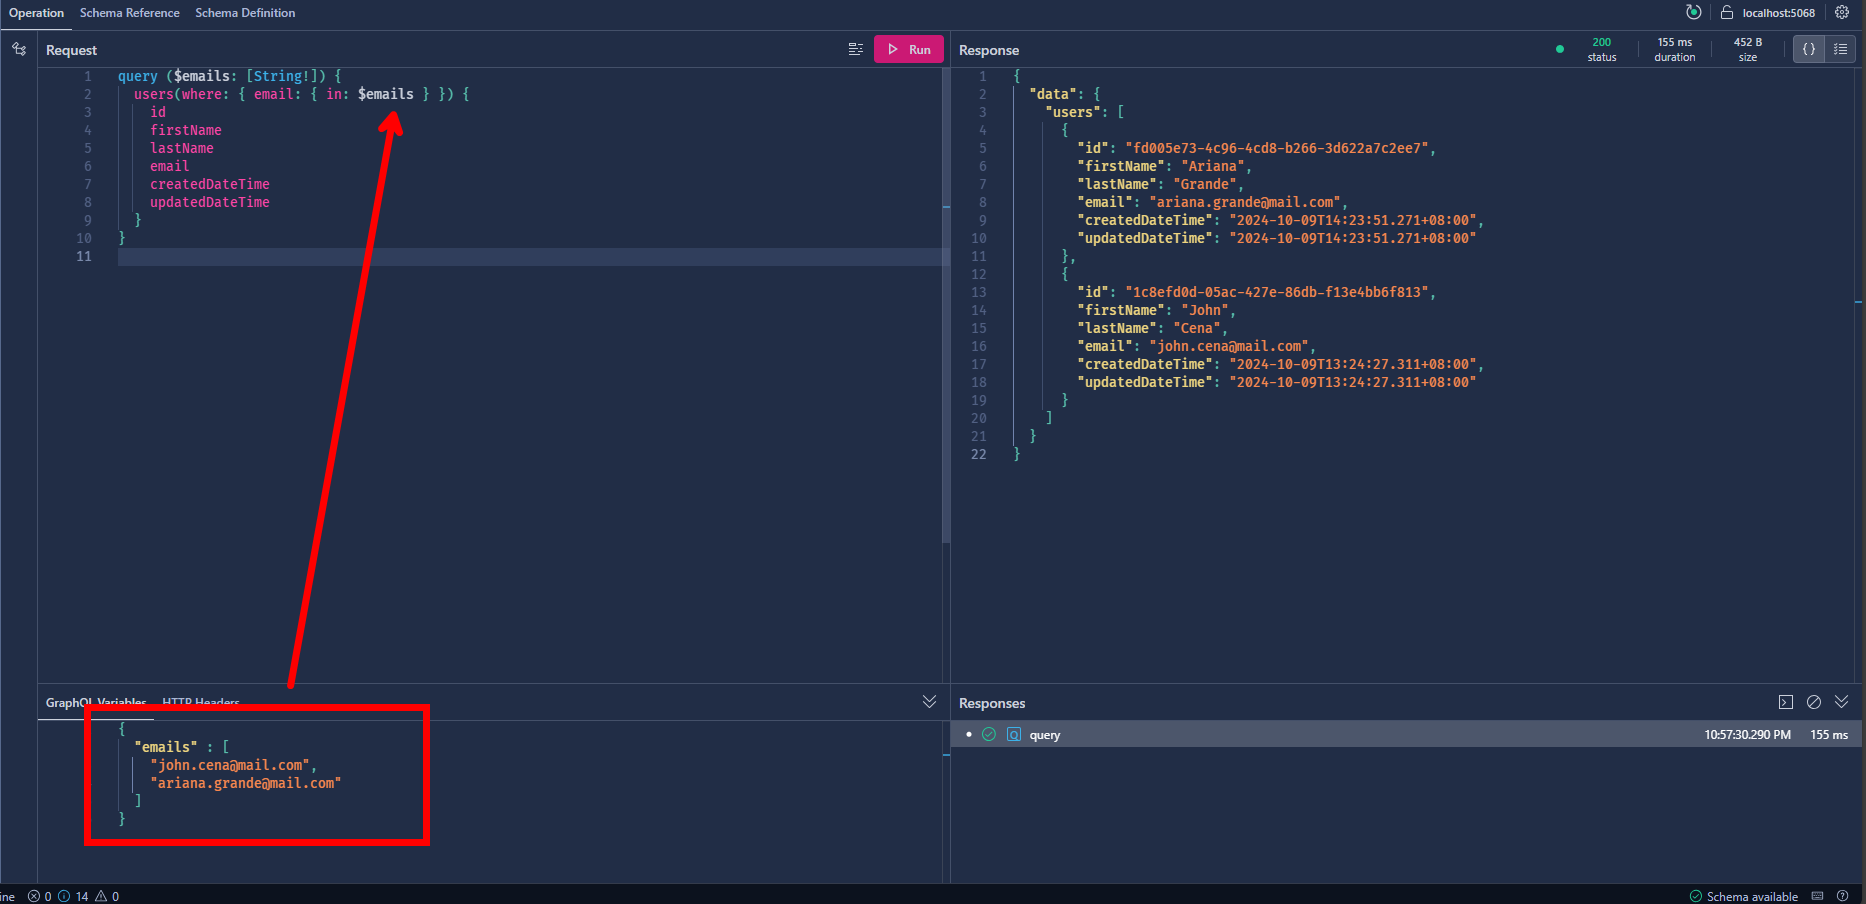 Operation Schema Reference Schema Definition localhost:5068
Request Run
1 query ($emails: [String!]) {
2 users(where: { email: { in: $emails } }) {
3 id
4 firstName
5 lastName
6 email
7 createdDateTime
8 updatedDateTime
9 }
10 }
11
GraphQL Variables HTTP Headers
{
"emails" : [
"john.cena@mail.com",
"ariana.grande@mail.com"
]
}
Response 200 status 155 ms duration 452 B size {}
1 {
2 "data": {
3 "users": [
4 {
5 "id": "fd005e73-4c96-4cd8-b266-3d622a7c2ee7",
6 "firstName": "Ariana",
7 "lastName": "Grande",
8 "email": "ariana.grande@mail.com",
9 "createdDateTime": "2024-10-09T14:23:51.271+08:00",
10 "updatedDateTime": "2024-10-09T14:23:51.271+08:00"
11 },
12 {
13 "id": "1c8efd0d-05ac-427e-86db-f13e4bb6f813",
14 "firstName": "John",
15 "lastName": "Cena",
16 "email": "john.cena@mail.com",
17 "createdDateTime": "2024-10-09T13:24:27.311+08:00",
18 "updatedDateTime": "2024-10-09T13:24:27.311+08:00"
19 }
20 ]
21 }
22 }
Responses
Q query 10:57:30.290 PM 155 ms
ine 0 14 0 Schema available